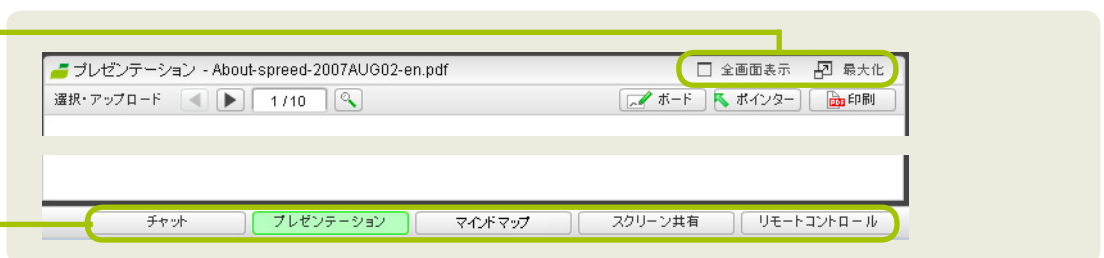 プレゼンテーション - About-spreed-2007AUG02-en.pdf 全画面表示 最大化
選択・アップロード 1 / 10 ボード ポインター PDF 印刷
チャット プレゼンテーション マインドマップ スクリーン共有 リモートコントロール